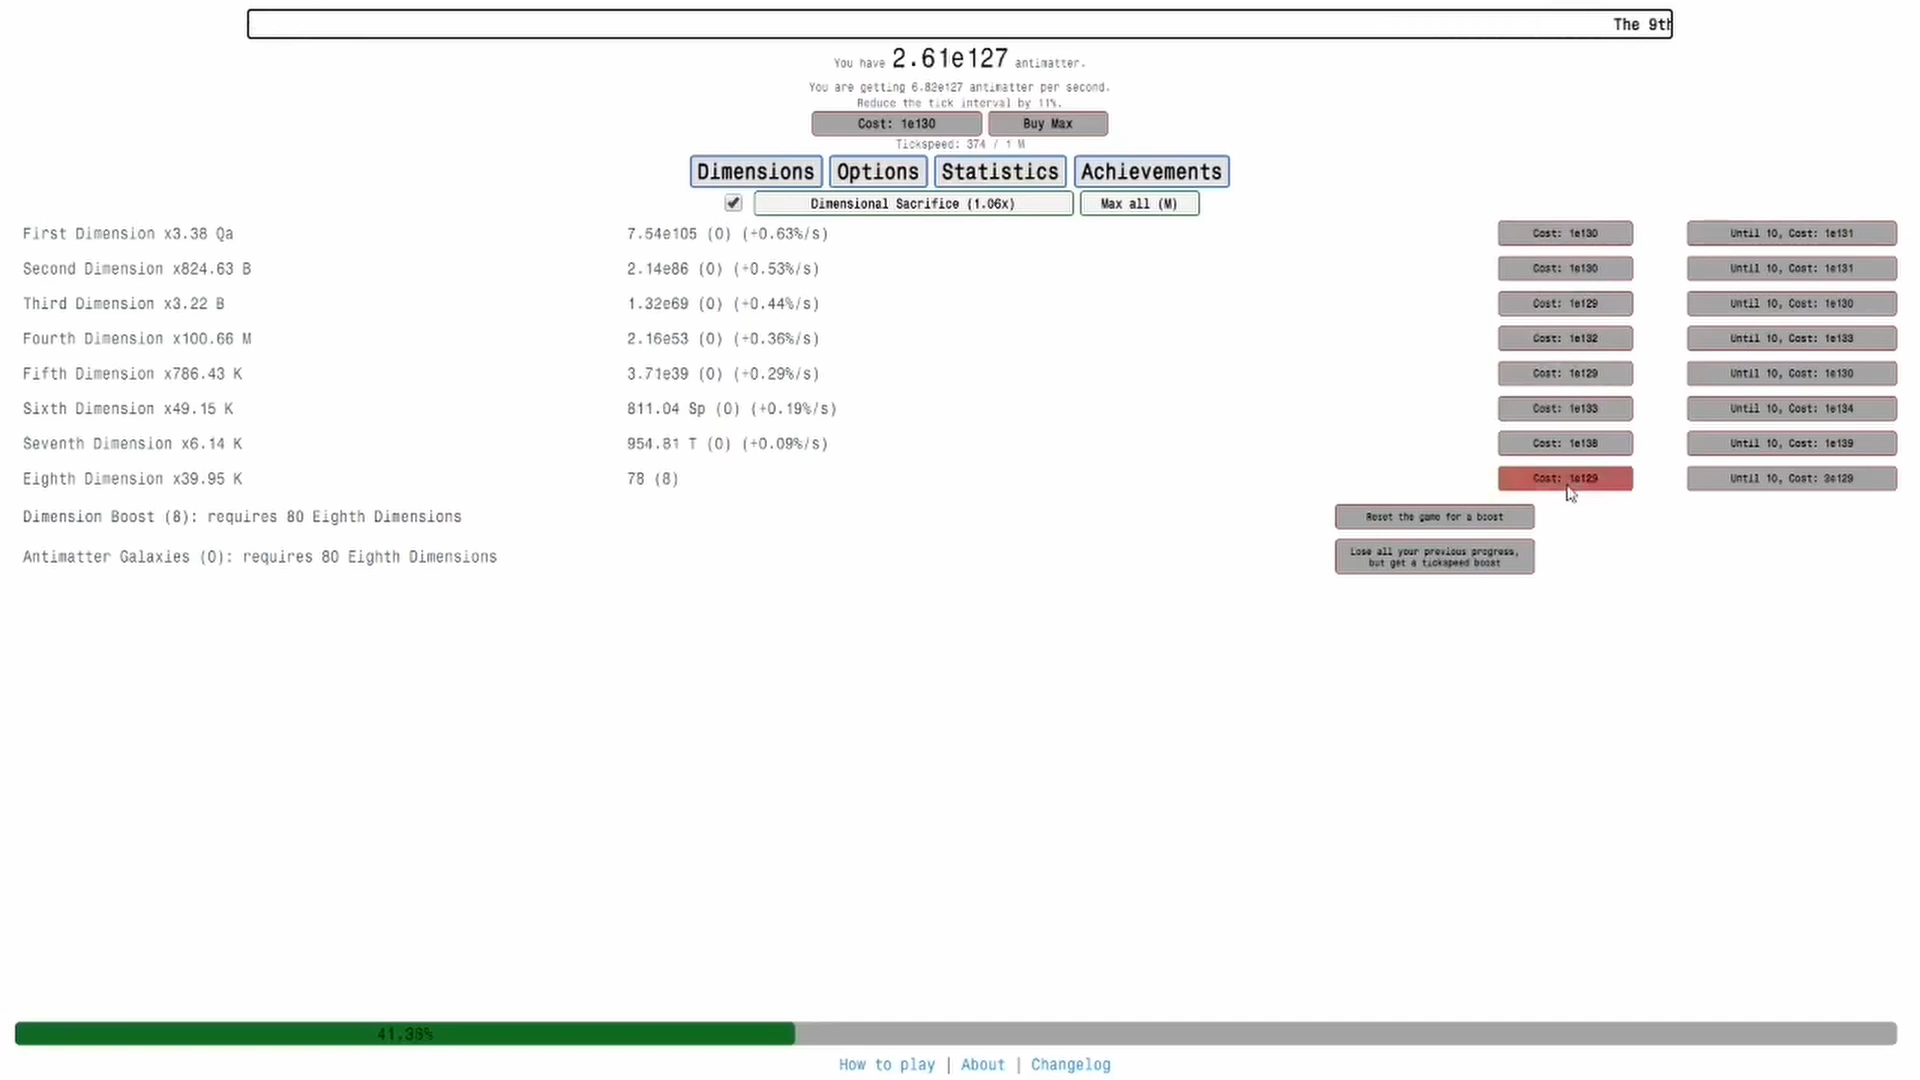 The 9th
You have 2.61e127 antimatter.
You are getting 6.82e127 antimatter per second.
Reduce the tick interval by 11%.
Cost: 1e130 Buy Max
Tickspeed: 374 / 1 M
Dimensions Options Statistics Achievements
Dimensional Sacrifice (1.06x) Max all (M)
First Dimension x3.38 Qa 7.54e105 (0) (+0.63%/s) Cost: 1e130 Until 10, Cost: 1e131
Second Dimension x824.63 B 2.14e86 (0) (+0.53%/s) Cost: 1e130 Until 10, Cost: 1e131
Third Dimension x3.22 B 1.32e69 (0) (+0.44%/s) Cost: 1e129 Until 10, Cost: 1e130
Fourth Dimension x100.66 M 2.16e53 (0) (+0.36%/s) Cost: 1e132 Until 10, Cost: 1e133
Fifth Dimension x786.43 K 3.71e39 (0) (+0.29%/s) Cost: 1e129 Until 10, Cost: 1e130
Sixth Dimension x49.15 K 811.04 Sp (0) (+0.19%/s) Cost: 1e133 Until 10, Cost: 1e134
Seventh Dimension x6.14 K 954.81 T (0) (+0.09%/s) Cost: 1e138 Until 10, Cost: 1e139
Eighth Dimension x39.95 K 78 (8) Cost: 1e129 Until 10, Cost: 2e129
Dimension Boost (8): requires 80 Eighth Dimensions Reset the game for a boost
Antimatter Galaxies (0): requires 80 Eighth Dimensions Lose all your previous progress,
but get a tickspeed boost
41.38%
How to play | About | Changelog